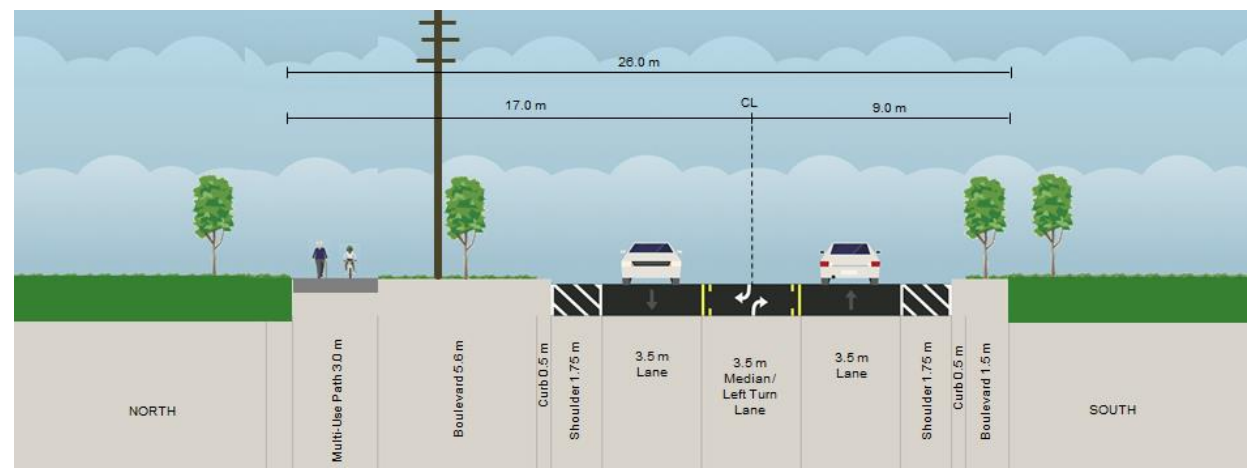 26.0 m
17.0 m
CL
9.0 m
NORTH
Multi-Use Path 3.0 m
Boulevard 5.6 m
Curb 0.5 m
Shoulder 1.75 m
3.5 m
Lane
3.5 m
Median/
Left Turn
Lane
3.5 m
Lane
Shoulder 1.75 m
Curb 0.5 m
Boulevard 1.5 m
SOUTH